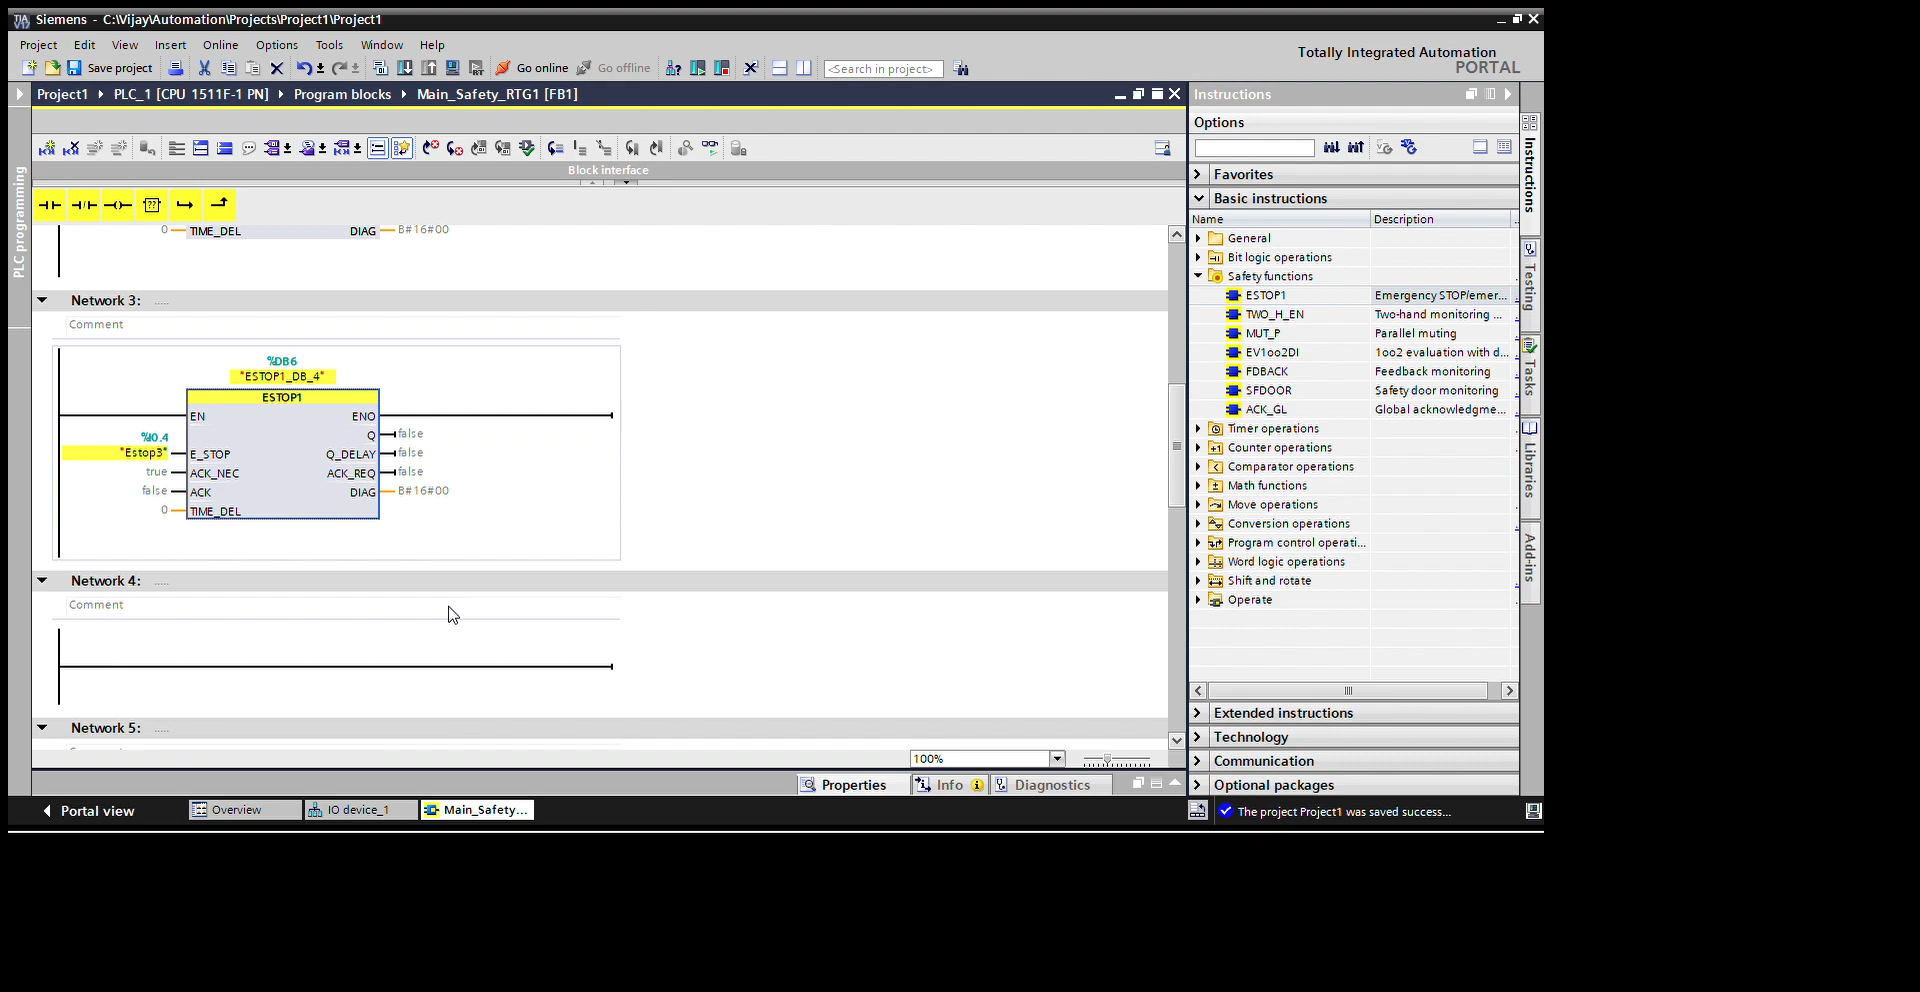 Siemens - C:\Vijay\Automation\Projects\Project1\Project1
Project Edit View Insert Online Options Tools Window Help
Totally Integrated Automation
PORTAL
Save project Go online Go offline <Search in project>
Project1 PLC_1 [CPU 1511F-1 PN] Program blocks Main_Safety_RTG1 [FB1]
Block interface
0 TIME_DEL DIAG B#16#00
Network 3: .....
Comment
%DB6
"ESTOP1_DB_4"
ESTOP1
EN ENO
Q false
%I0.4
"Estop3" E_STOP Q_DELAY false
true ACK_NEC ACK_REQ false
false ACK DIAG B#16#00
0 TIME_DEL
Network 4: .....
Comment
Network 5: .....
100%
Properties Info Diagnostics
Portal view Overview IO device_1 Main_Safety...
The project Project1 was saved success...
PLC programming
Instructions
Options
Favorites
Basic instructions
Name Description
General
Bit logic operations
Safety functions
ESTOP1 Emergency STOP/emer...
TWO_H_EN Two-hand monitoring ...
MUT_P Parallel muting
EV1oo2DI 1oo2 evaluation with d...
FDBACK Feedback monitoring
SFDOOR Safety door monitoring
ACK_GL Global acknowledgme...
Timer operations
Counter operations
Comparator operations
Math functions
Move operations
Conversion operations
Program control operati...
Word logic operations
Shift and rotate
Operate
Extended instructions
Technology
Communication
Optional packages
Instructions
Testing
Tasks
Libraries
Add-ins